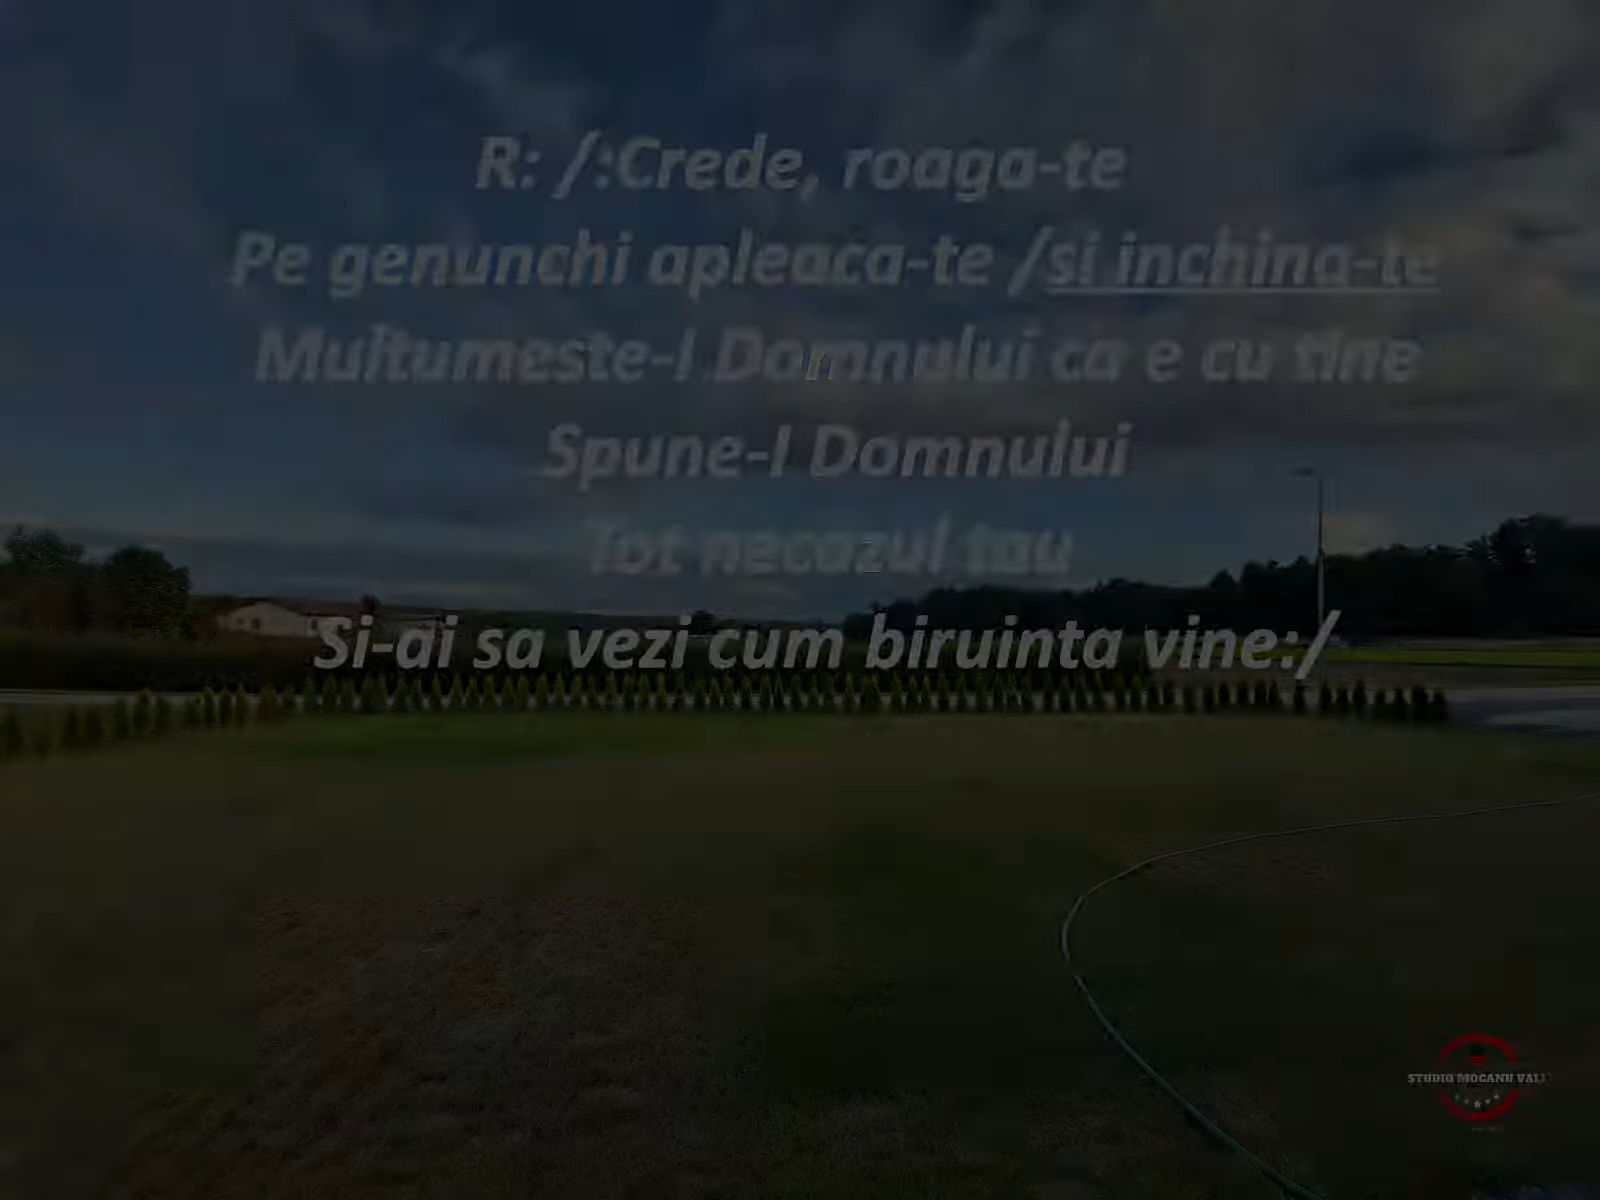 R: /:Crede, roaga-te
Pe genunchi apleaca-te /si inchina-te
Multumeste-I Domnului ca e cu tine
Spune-I Domnului
Tot necazul tau
Si-ai sa vezi cum biruinta vine:/
STUDIO MOCANU VALI